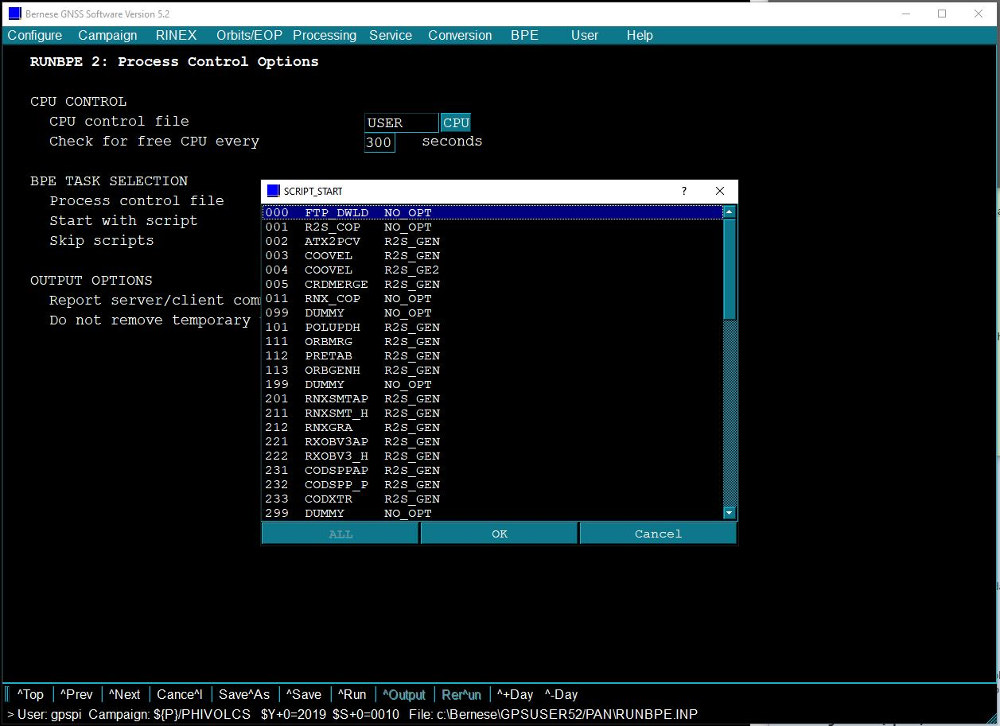 Bernese GNSS Software Version 5.2
Configure Campaign RINEX Orbits/EOP Processing Service Conversion BPE User Help
RUNBPE 2: Process Control Options
CPU CONTROL
CPU control file USER CPU
Check for free CPU every 300 seconds
BPE TASK SELECTION
Process control file
Start with script
Skip scripts
OUTPUT OPTIONS
Report server/client com
Do not remove temporary
SCRIPT_START ?
000 FTP_DWLD NO_OPT
001 R2S_COP NO_OPT
002 ATX2PCV R2S_GEN
003 COOVEL R2S_GEN
004 COOVEL R2S_GE2
005 CRDMERGE R2S_GEN
011 RNX_COP NO_OPT
099 DUMMY NO_OPT
101 POLUPDH R2S_GEN
111 ORBMRG R2S_GEN
112 PRETAB R2S_GEN
113 ORBGENH R2S_GEN
199 DUMMY NO_OPT
201 RNXSMTAP R2S_GEN
211 RNXSMT_H R2S_GEN
212 RNXGRA R2S_GEN
221 RXOBV3AP R2S_GEN
222 RXOBV3_H R2S_GEN
231 CODSPPAP R2S_GEN
232 CODSPP_P R2S_GEN
233 CODXTR R2S_GEN
299 DUMMY NO_OPT
ALL OK Cancel
^Top ^Prev ^Next Cance^l Save^As ^Save ^Run ^Output Rer^un ^+Day ^-Day
> User: gpspi Campaign: ${P}/PHIVOLCS $Y+0=2019 $S+0=0010 File: c:\Bernese\GPSUSER52/PAN\RUNBPE.INP